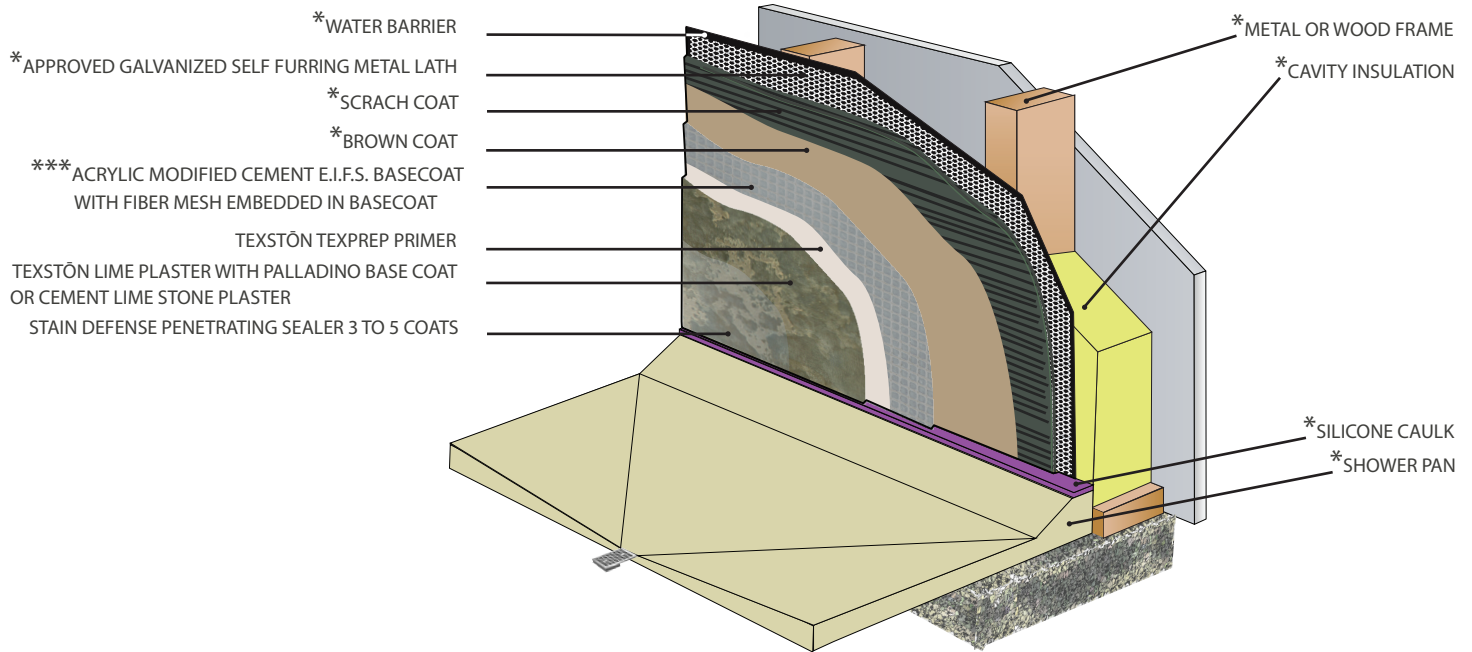 *WATER BARRIER
*APPROVED GALVANIZED SELF FURRING METAL LATH
*SCRACH COAT
*BROWN COAT
***ACRYLIC MODIFIED CEMENT E.I.F.S. BASECOAT
WITH FIBER MESH EMBEDDED IN BASECOAT
TEXSTŌN TEXPREP PRIMER
TEXSTŌN LIME PLASTER WITH PALLADINO BASE COAT
OR CEMENT LIME STONE PLASTER
STAIN DEFENSE PENETRATING SEALER 3 TO 5 COATS
*METAL OR WOOD FRAME
*CAVITY INSULATION
*SILICONE CAULK
*SHOWER PAN